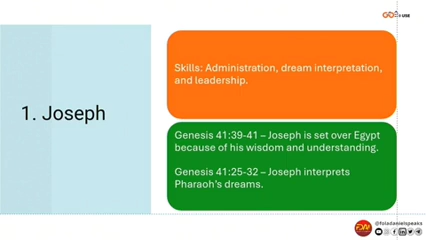 1. Joseph
Skills: Administration, dream interpretation,
and leadership.
Genesis 41:39-41 – Joseph is set over Egypt
because of his wisdom and understanding.
Genesis 41:25-32 – Joseph interprets
Pharaoh's dreams.
@foladanielspeaks